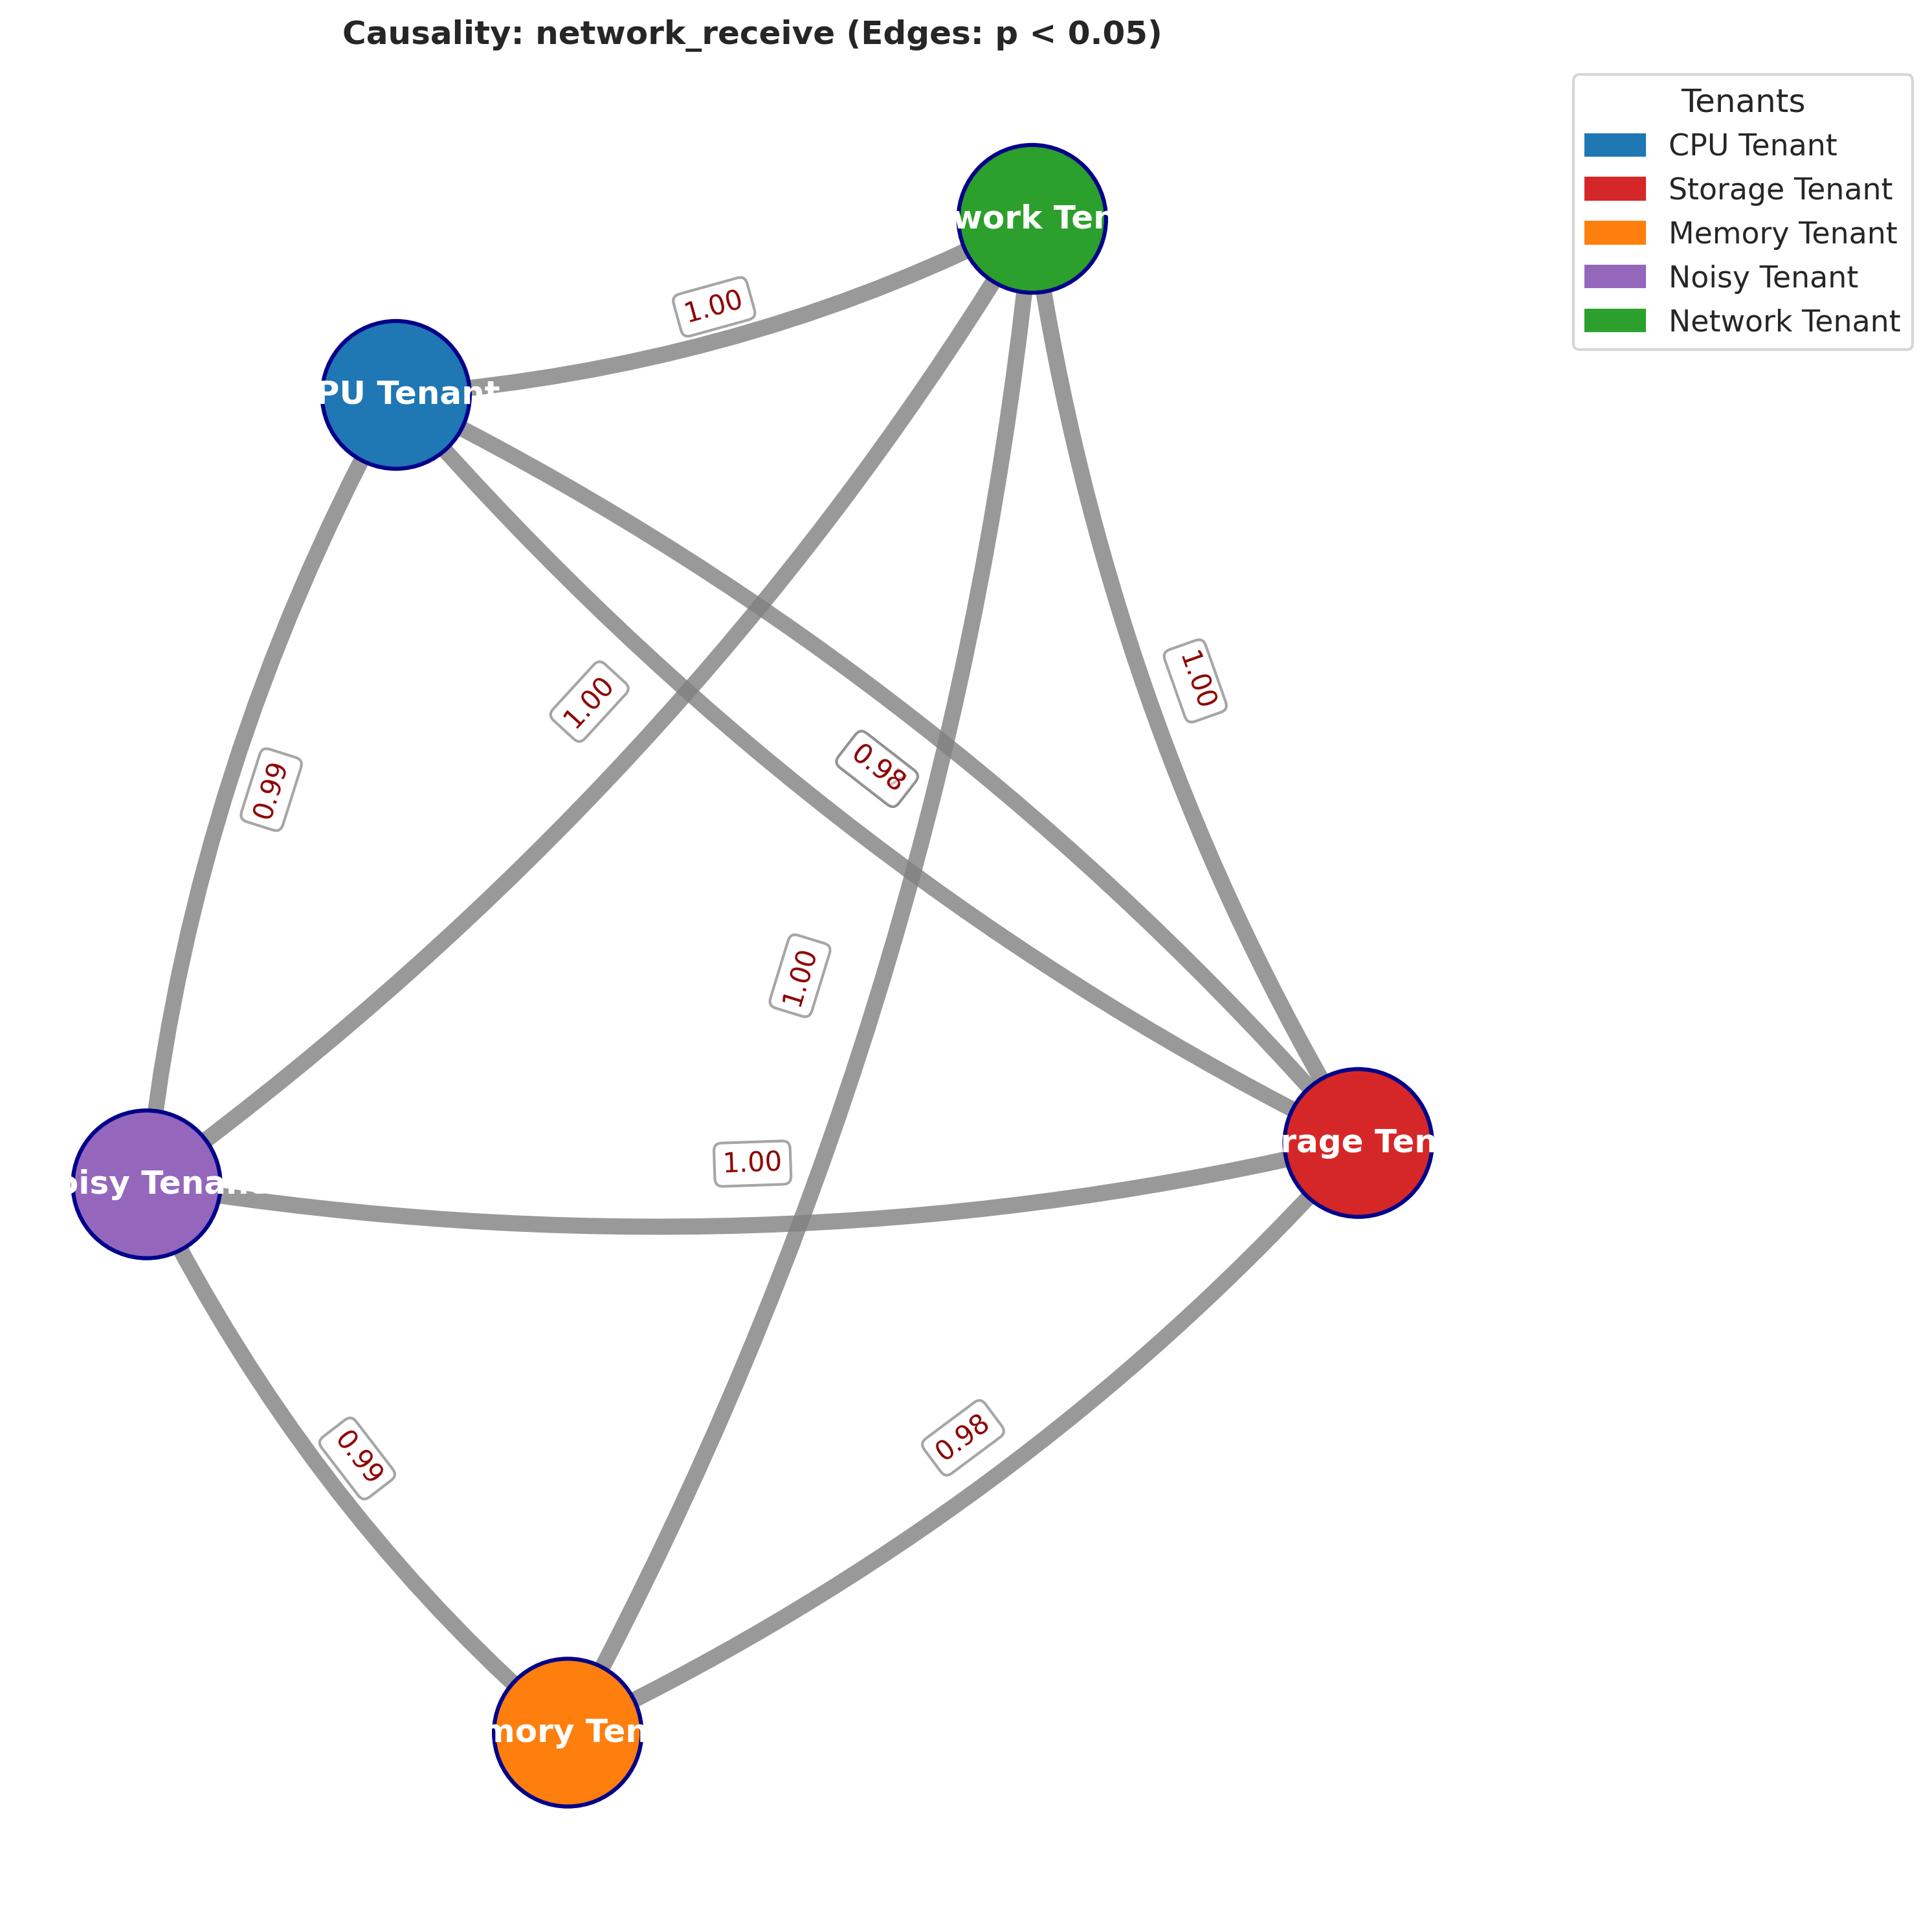 Causality: network_receive (Edges: p < 0.05)
Tenants
CPU Tenant
Storage Tenant
Memory Tenant
Noisy Tenant
Network Tenant
work Ten
1.00
PU Tenant
1.00
1.00
0.98
0.99
1.00
rage Ten
1.00
oisy Tenant
0.98
0.99
mory Ten